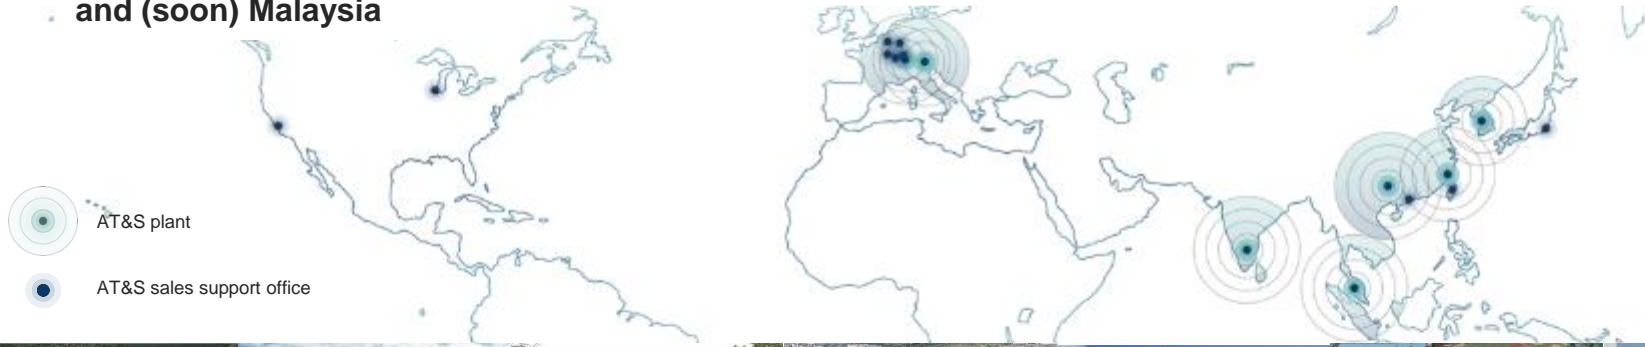 and (soon) Malaysia
AT&S plant
AT&S sales support office